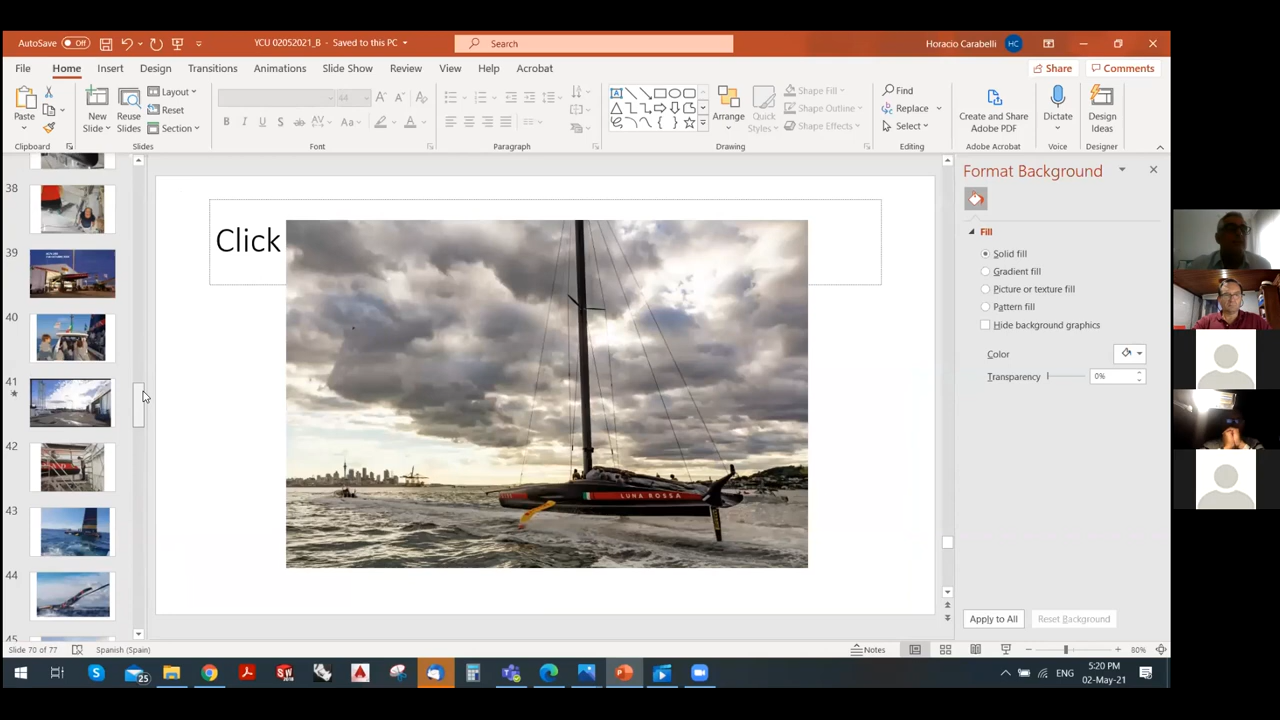 AutoSave Off YCU 02052021_B - Saved to this PC Search Horacio Carabelli HC
File Home Insert Design Transitions Animations Slide Show Review View Help Acrobat Share Comments
Paste New Slide Reuse Slides Layout Reset Section 44 Arrange Quick Styles Shape Fill Shape Outline Shape Effects Find Replace Select Create and Share Adobe PDF Dictate Design Ideas
Clipboard Slides Font Paragraph Drawing Editing Adobe Acrobat Voice Designer
38
39
40
41
42
43
44
45
Click
LUNA ROSSA
Format Background
Fill
Solid fill
Gradient fill
Picture or texture fill
Pattern fill
Hide background graphics
Color
Transparency 0%
Apply to All Reset Background
Slide 70 of 77 Spanish (Spain) Notes 80%
25 ENG 5:20 PM
02-May-21